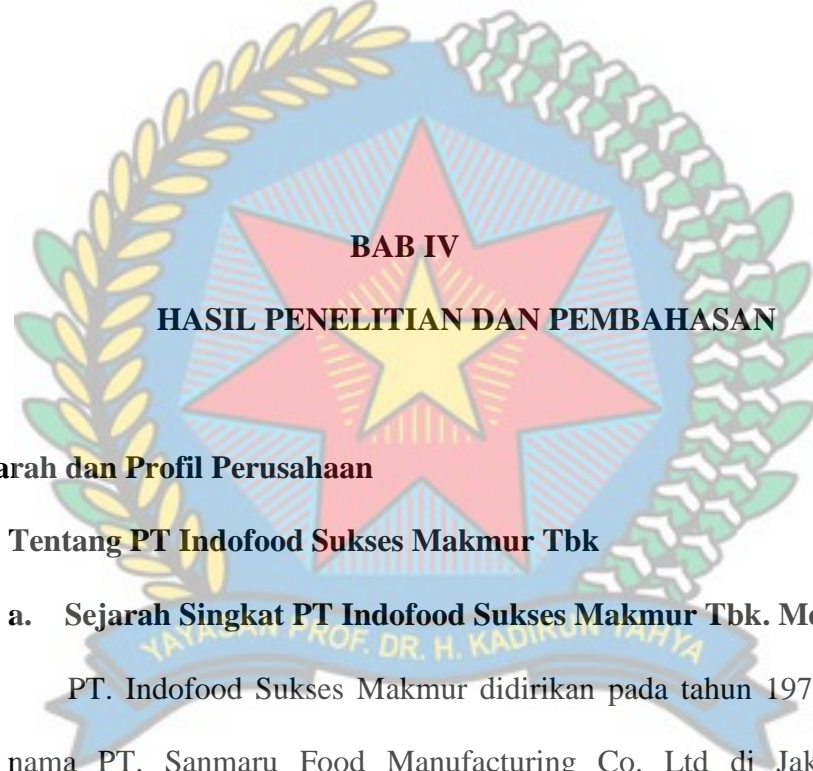 BAB IV
HASIL PENELITIAN DAN PEMBAHASAN
arah dan Profil Perusahaan
Tentang PT Indofood Sukses Makmur Tbk
a. Sejarah Singkat PT Indofood Sukses Makmur Tbk.
YAYASAN PROF. DR. H. KADIRUN YAHYA
PT. Indofood Sukses Makmur didirikan pada tahun 197
nama PT. Sanmaru Food Manufacturing Co. Ltd di Jak